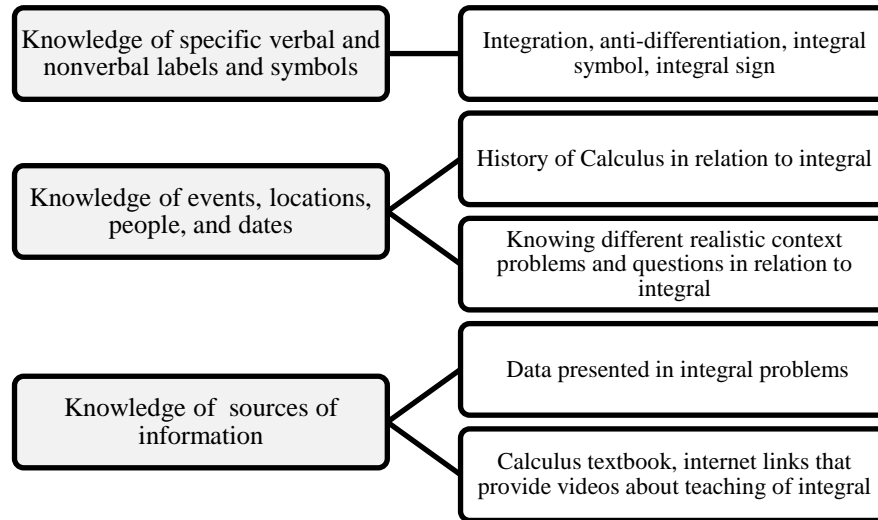 Knowledge of specific verbal and
nonverbal labels and symbols
Integration, anti-differentiation, integral
symbol, integral sign
Knowledge of events, locations,
people, and dates
History of Calculus in relation to integral
Knowing different realistic context
problems and questions in relation to
integral
Knowledge of sources of
information
Data presented in integral problems
Calculus textbook, internet links that
provide videos about teaching of integral